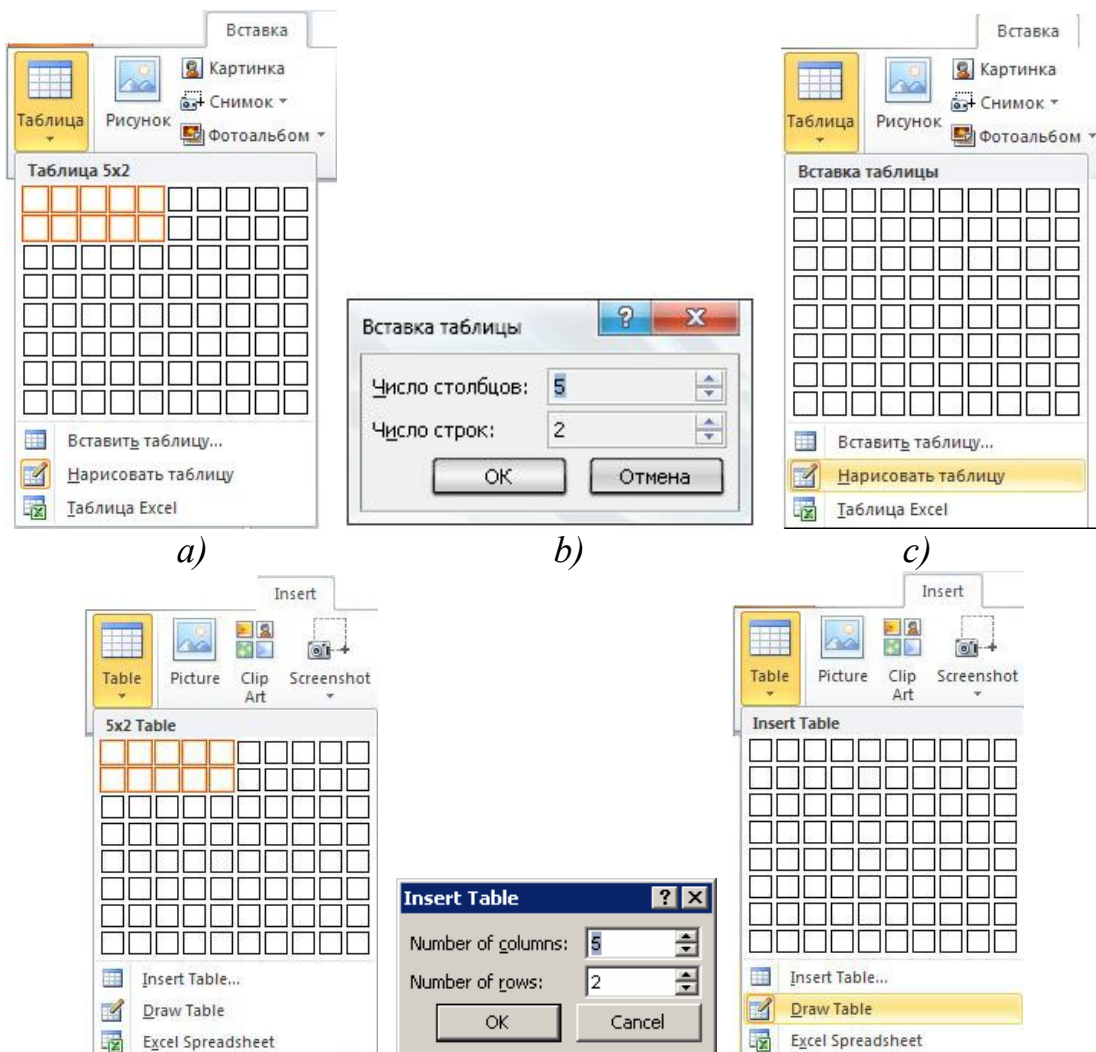 Вставка
Таблица
Рисунок
Картинка
Снимок
Фотоальбом
Таблица 5x2
Вставить таблицу...
Нарисовать таблицу
Таблица Excel
a)
Вставка таблицы
?
X
Число столбцов:
5
Число строк:
2
ОК
Отмена
b)
Вставка
Таблица
Рисунок
Картинка
Снимок
Фотоальбом
Вставка таблицы
Вставить таблицу...
Нарисовать таблицу
Таблица Excel
c)
Insert
Table
Picture
Clip
Art
Screenshot
5x2 Table
Insert Table...
Draw Table
Excel Spreadsheet
Insert Table
?
X
Number of columns:
5
Number of rows:
2
OK
Cancel
Insert
Table
Picture
Clip
Art
Screenshot
Insert Table
Insert Table...
Draw Table
Excel Spreadsheet